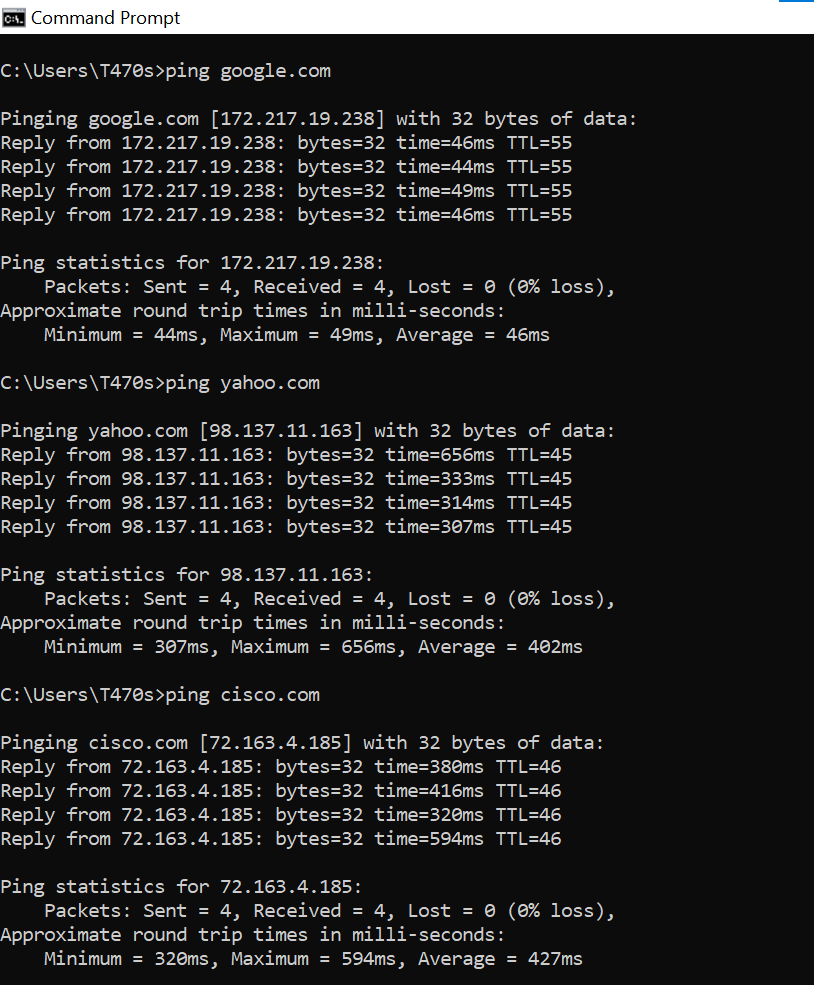 Command Prompt
C:\Users\T470s>ping google.com
Pinging google.com [172.217.19.238] with 32 bytes of data:
Reply from 172.217.19.238: bytes=32 time=46ms TTL=55
Reply from 172.217.19.238: bytes=32 time=44ms TTL=55
Reply from 172.217.19.238: bytes=32 time=49ms TTL=55
Reply from 172.217.19.238: bytes=32 time=46ms TTL=55
Ping statistics for 172.217.19.238:
    Packets: Sent = 4, Received = 4, Lost = 0 (0% loss),
Approximate round trip times in milli-seconds:
    Minimum = 44ms, Maximum = 49ms, Average = 46ms
C:\Users\T470s>ping yahoo.com
Pinging yahoo.com [98.137.11.163] with 32 bytes of data:
Reply from 98.137.11.163: bytes=32 time=656ms TTL=45
Reply from 98.137.11.163: bytes=32 time=333ms TTL=45
Reply from 98.137.11.163: bytes=32 time=314ms TTL=45
Reply from 98.137.11.163: bytes=32 time=307ms TTL=45
Ping statistics for 98.137.11.163:
    Packets: Sent = 4, Received = 4, Lost = 0 (0% loss),
Approximate round trip times in milli-seconds:
    Minimum = 307ms, Maximum = 656ms, Average = 402ms
C:\Users\T470s>ping cisco.com
Pinging cisco.com [72.163.4.185] with 32 bytes of data:
Reply from 72.163.4.185: bytes=32 time=380ms TTL=46
Reply from 72.163.4.185: bytes=32 time=416ms TTL=46
Reply from 72.163.4.185: bytes=32 time=320ms TTL=46
Reply from 72.163.4.185: bytes=32 time=594ms TTL=46
Ping statistics for 72.163.4.185:
    Packets: Sent = 4, Received = 4, Lost = 0 (0% loss),
Approximate round trip times in milli-seconds:
    Minimum = 320ms, Maximum = 594ms, Average = 427ms